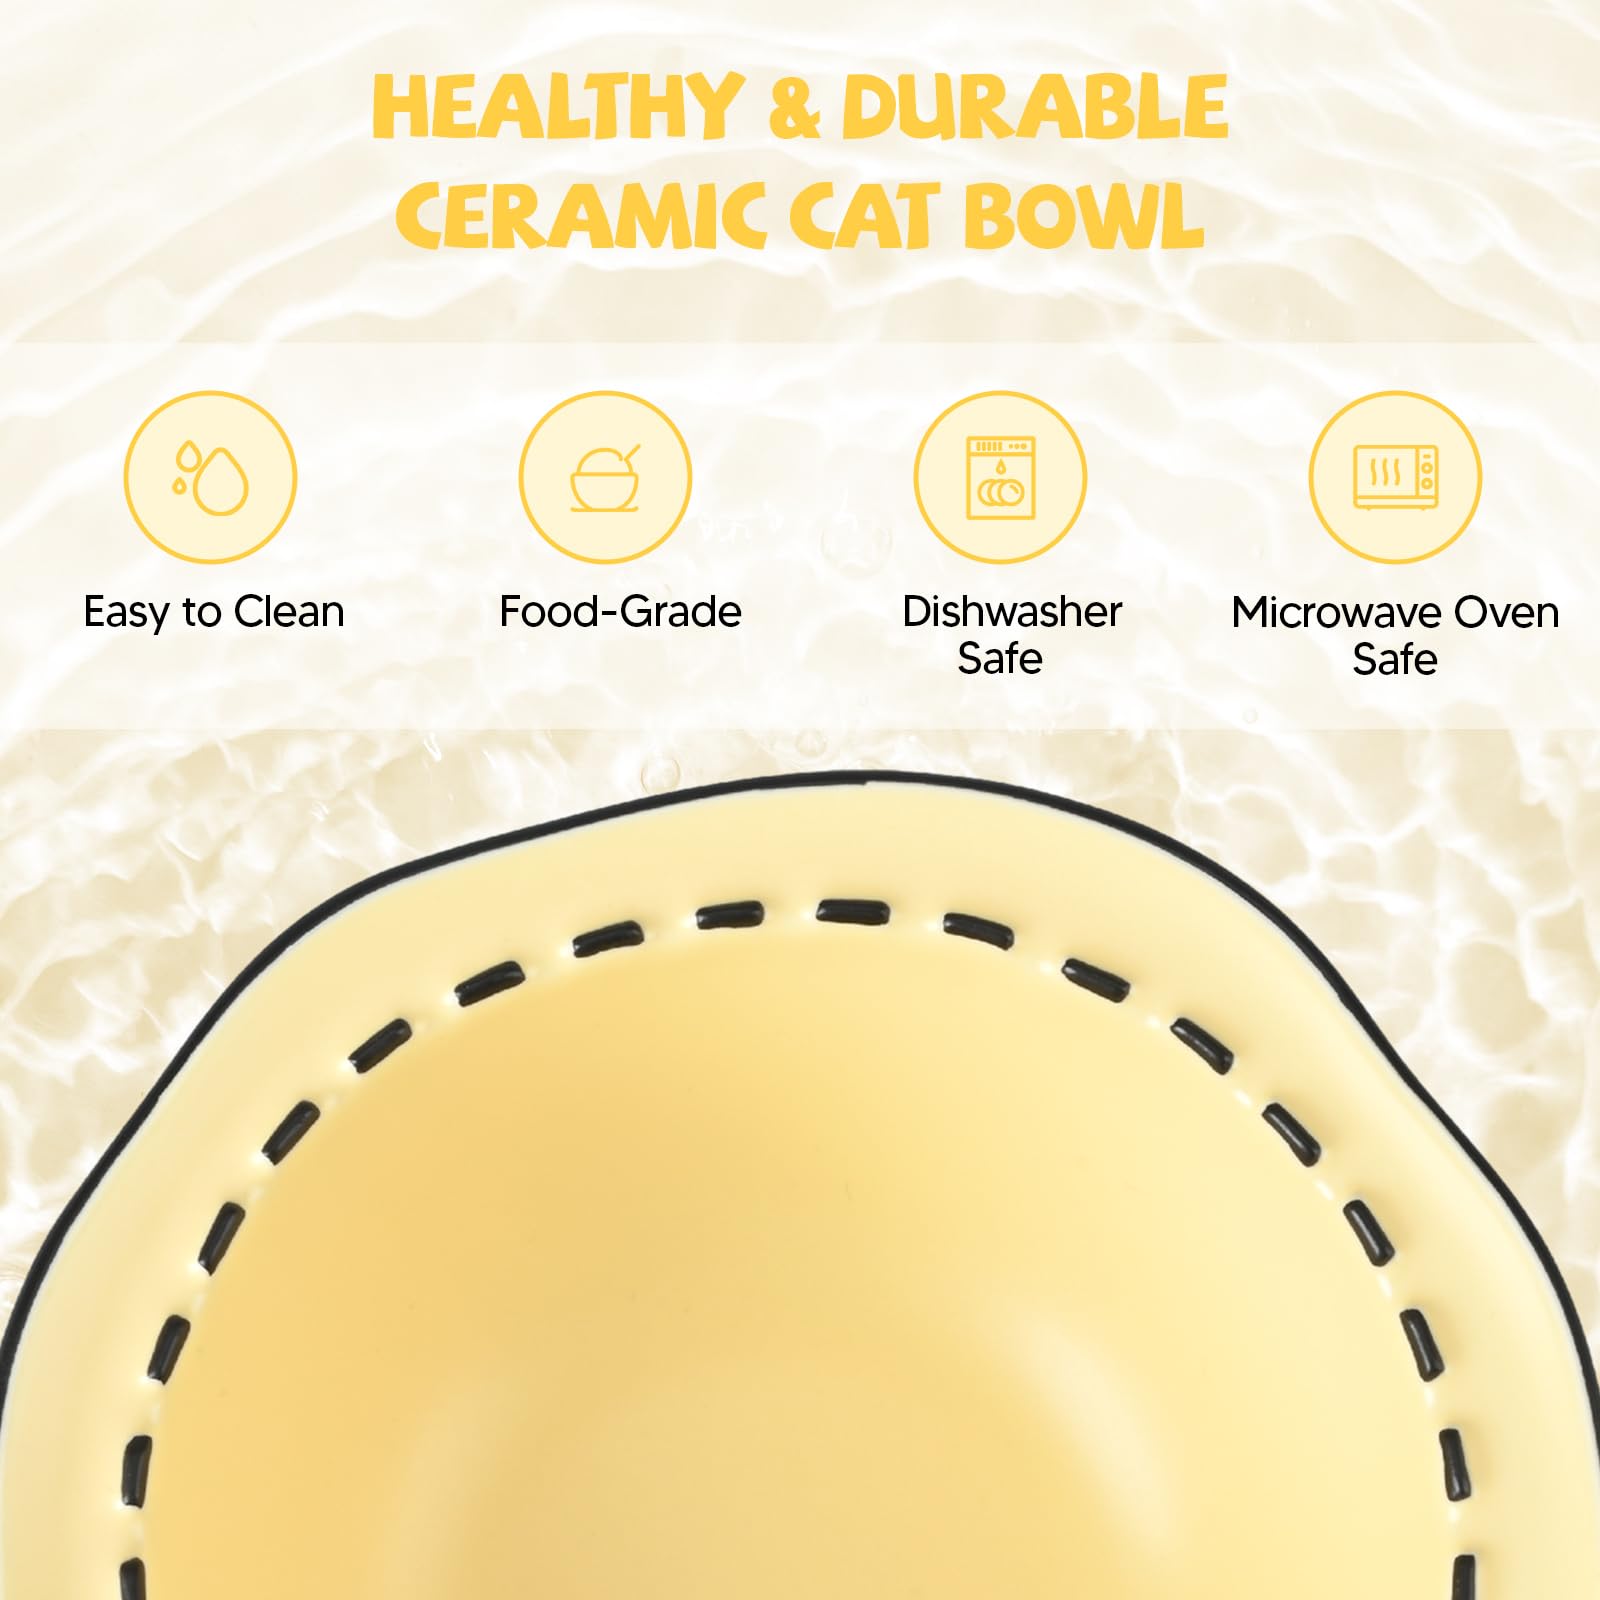 HEALTHY & DURABLE
CERAMIC CAT BOWL
Easy to Clean
Food-Grade
Dishwasher
Safe
Microwave Oven
Safe